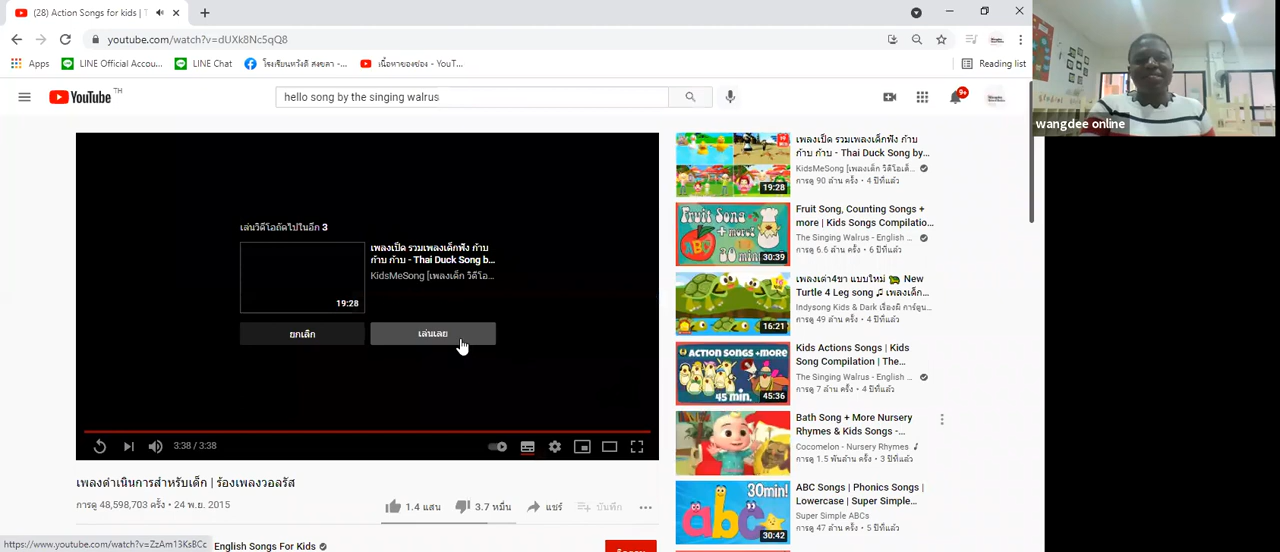 (28) Action Songs for kids | T
youtube.com/watch?v=dUXk8NcSqQ8
Apps
LINE Official Accou...
LINE Chat
โรงเรียนหวังดี สงขลา -...
เนื้อหาของช่อง - YouT...
Reading list
YouTube TH
hello song by the singing walrus
9+
wangdee online
เล่นวิดีโอถัดไปในอีก 3
เพลงเป็ด รวมเพลงเด็กฟัง ก้าบ
ก้าบ ก้าบ - Thai Duck Song b...
KidsMeSong [เพลงเด็ก วิดีโอ...
19:28
ยกเลิก
เล่นเลย
3:38 / 3:38
เพลงดำเนินการสำหรับเด็ก | ร้องเพลงวอลรัส
การดู 48,598,703 ครั้ง • 24 พ.ย. 2015
1.4 แสน
3.7 หมื่น
แชร์
บันทึก
English Songs For Kids
https://www.youtube.com/watch?v=ZzAm13KsBCc
เพลงเป็ด รวมเพลงเด็กฟัง ก้าบ
ก้าบ ก้าบ - Thai Duck Song by...
KidsMeSong [เพลงเด็ก วิดีโอเต้...
การดู 90 ล้าน ครั้ง • 4 ปีที่แล้ว
19:28
Fruit Song
+ more!
30 min
30:39
Fruit Song, Counting Songs +
more | Kids Songs Compilatio...
The Singing Walrus - English ...
การดู 6.6 ล้าน ครั้ง • 6 ปีที่แล้ว
16:21
เพลงเต่า4ขา แบบใหม่ New
Turtle 4 Leg song ♫ เพลงเด็ก...
Indysong Kids & Dark เรื่องผี การ์ตูน...
การดู 49 ล้าน ครั้ง • 4 ปีที่แล้ว
ACTION SONGS +MORE
45 min.
45:36
Kids Actions Songs | Kids
Song Compilation | The...
The Singing Walrus - English ...
การดู 7 ล้าน ครั้ง • 4 ปีที่แล้ว
Bath Song + More Nursery
Rhymes & Kids Songs -...
Cocomelon - Nursery Rhymes ♪
การดู 1.5 พันล้าน ครั้ง • 3 ปีที่แล้ว
30min!
abc
30:42
ABC Songs | Phonics Songs |
Lowercase | Super Simple...
Super Simple ABCs
การดู 47 ล้าน ครั้ง • 5 ปีที่แล้ว